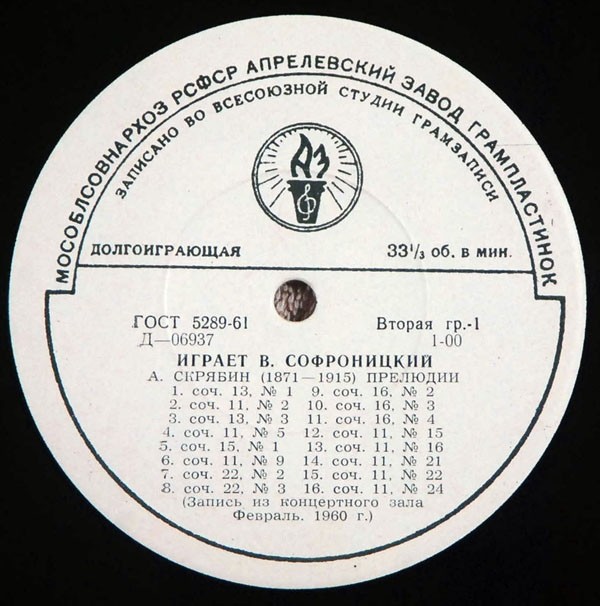 МОСОБЛСОВНАРХОЗ РСФСР АПРЕЛЕВСКИЙ ЗАВОД ГРАМПЛАСТИНОК
ЗАПИСАНО ВО ВСЕСОЮЗНОЙ СТУДИИ ГРАМЗАПИСИ
АЗ
ДОЛГОИГРАЮЩАЯ 33⅓ об. в мин.
ГОСТ 5289-61 Вторая гр.-1
Д—06937 1-00
ИГРАЕТ В. СОФРОНИЦКИЙ
А. СКРЯБИН (1871—1915) ПРЕЛЮДИИ
1. соч. 13, № 1 9. соч. 16, № 2
2. соч. 11, № 2 10. соч. 16, № 3
3. соч. 13, № 3 11. соч. 16, № 4
4. соч. 11, № 5 12. соч. 11, № 15
5. соч. 15, № 1 13. соч. 11, № 16
6. соч. 11, № 9 14. соч. 11, № 21
7. соч. 22, № 2 15. соч. 11, № 22
8. соч. 22, № 3 16. соч. 11, № 24
(Запись из концертного зала
Февраль. 1960 г.)